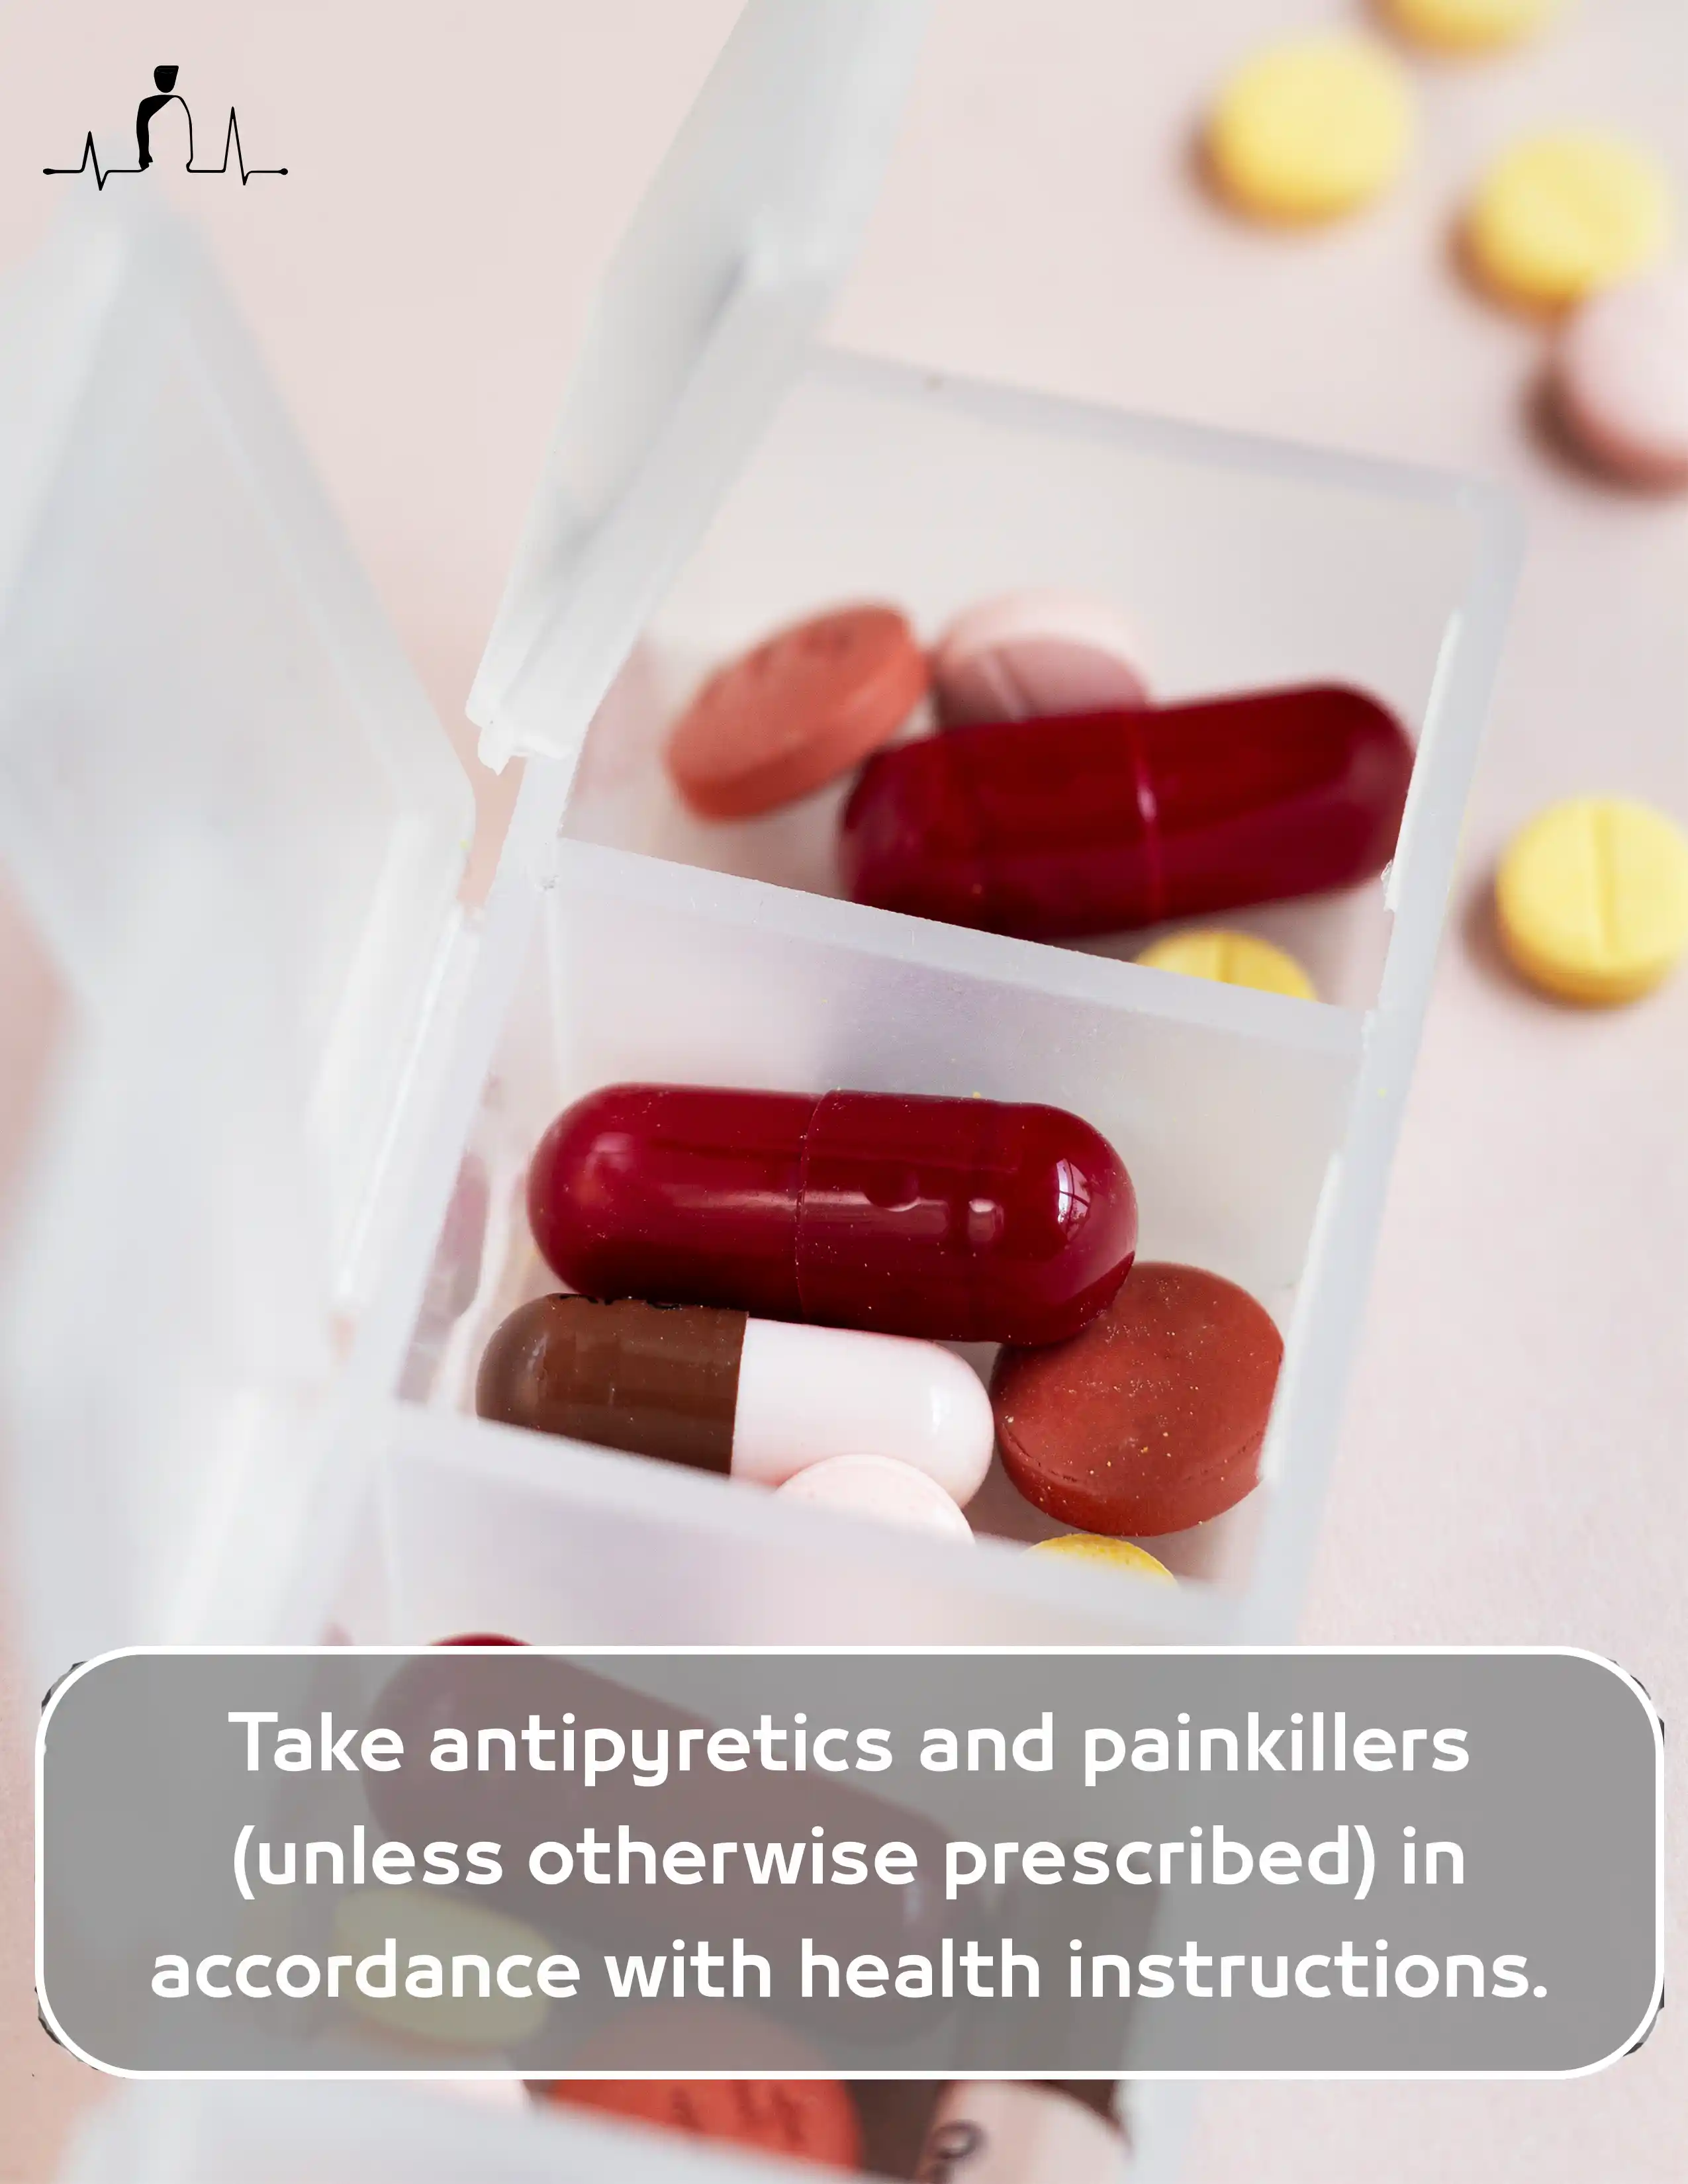 Take antipyretics and painkillers
(unless otherwise prescribed) in
accordance with health instructions.